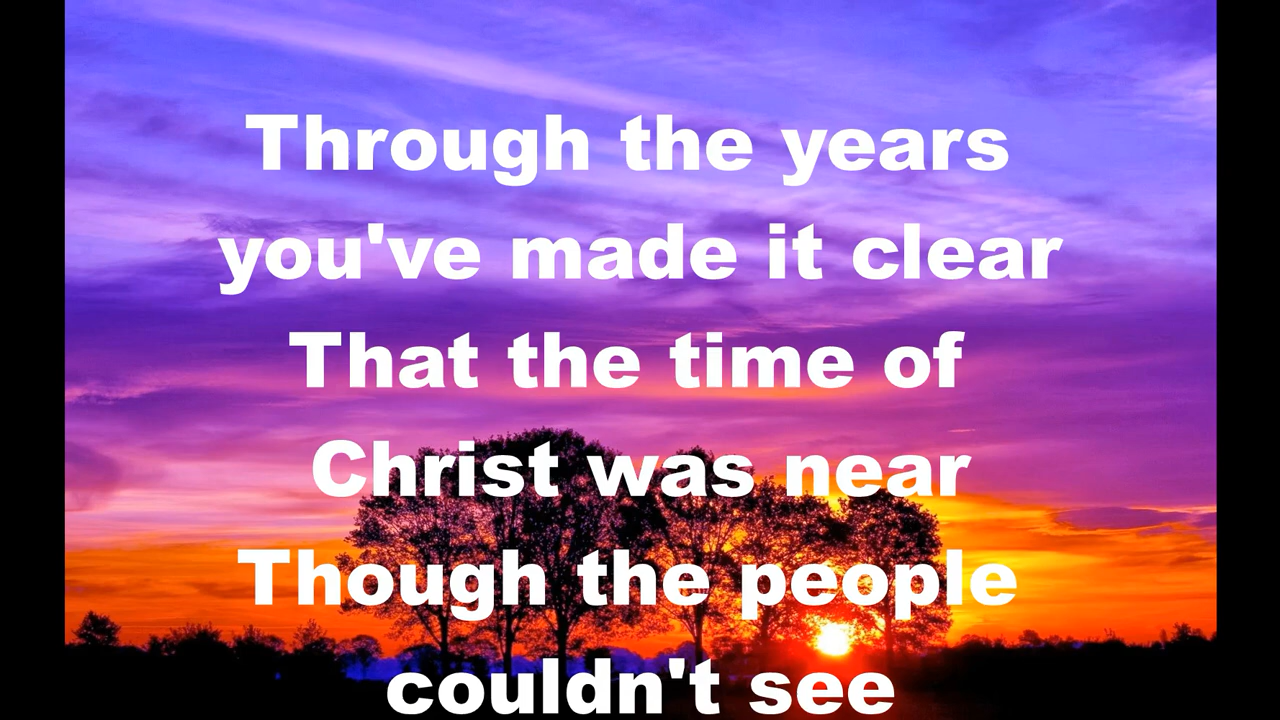 Through the years
you've made it clear
That the time of
Christ was near
Though the people
couldn't see